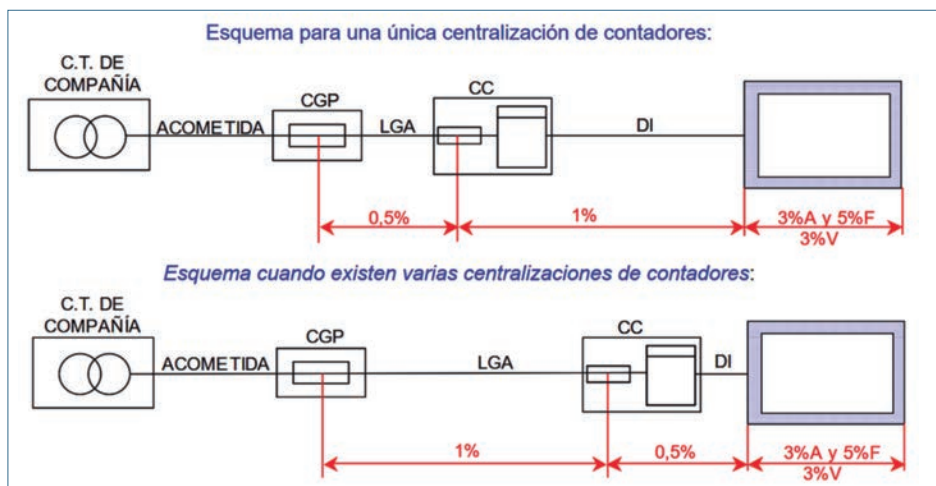 Esquema para una única centralización de contadores:
C.T. DE
COMPAÑÍA
ACOMETIDA
CGP
LGA
CC
DI
0,5%
1%
3%A y 5%F
3%V
Esquema cuando existen varias centralizaciones de contadores:
C.T. DE
COMPAÑÍA
ACOMETIDA
CGP
LGA
CC
DI
1%
0,5%
3%A y 5%F
3%V